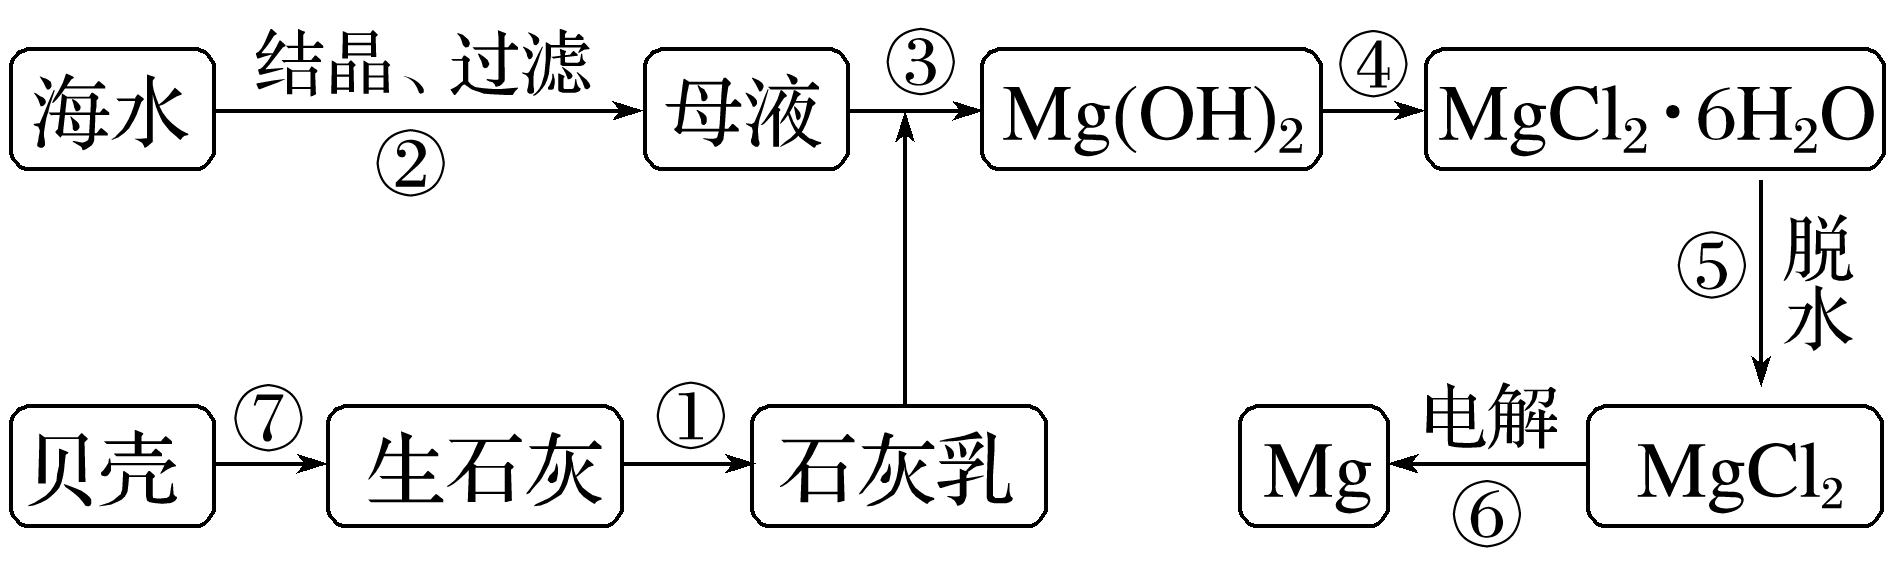 结晶、过滤
③
④
海水
母液
Mg(OH)₂
MgCl₂·6H₂O
②
⑤
脱水
⑦
①
电解
贝壳
生石灰
石灰乳
Mg
MgCl₂
⑥